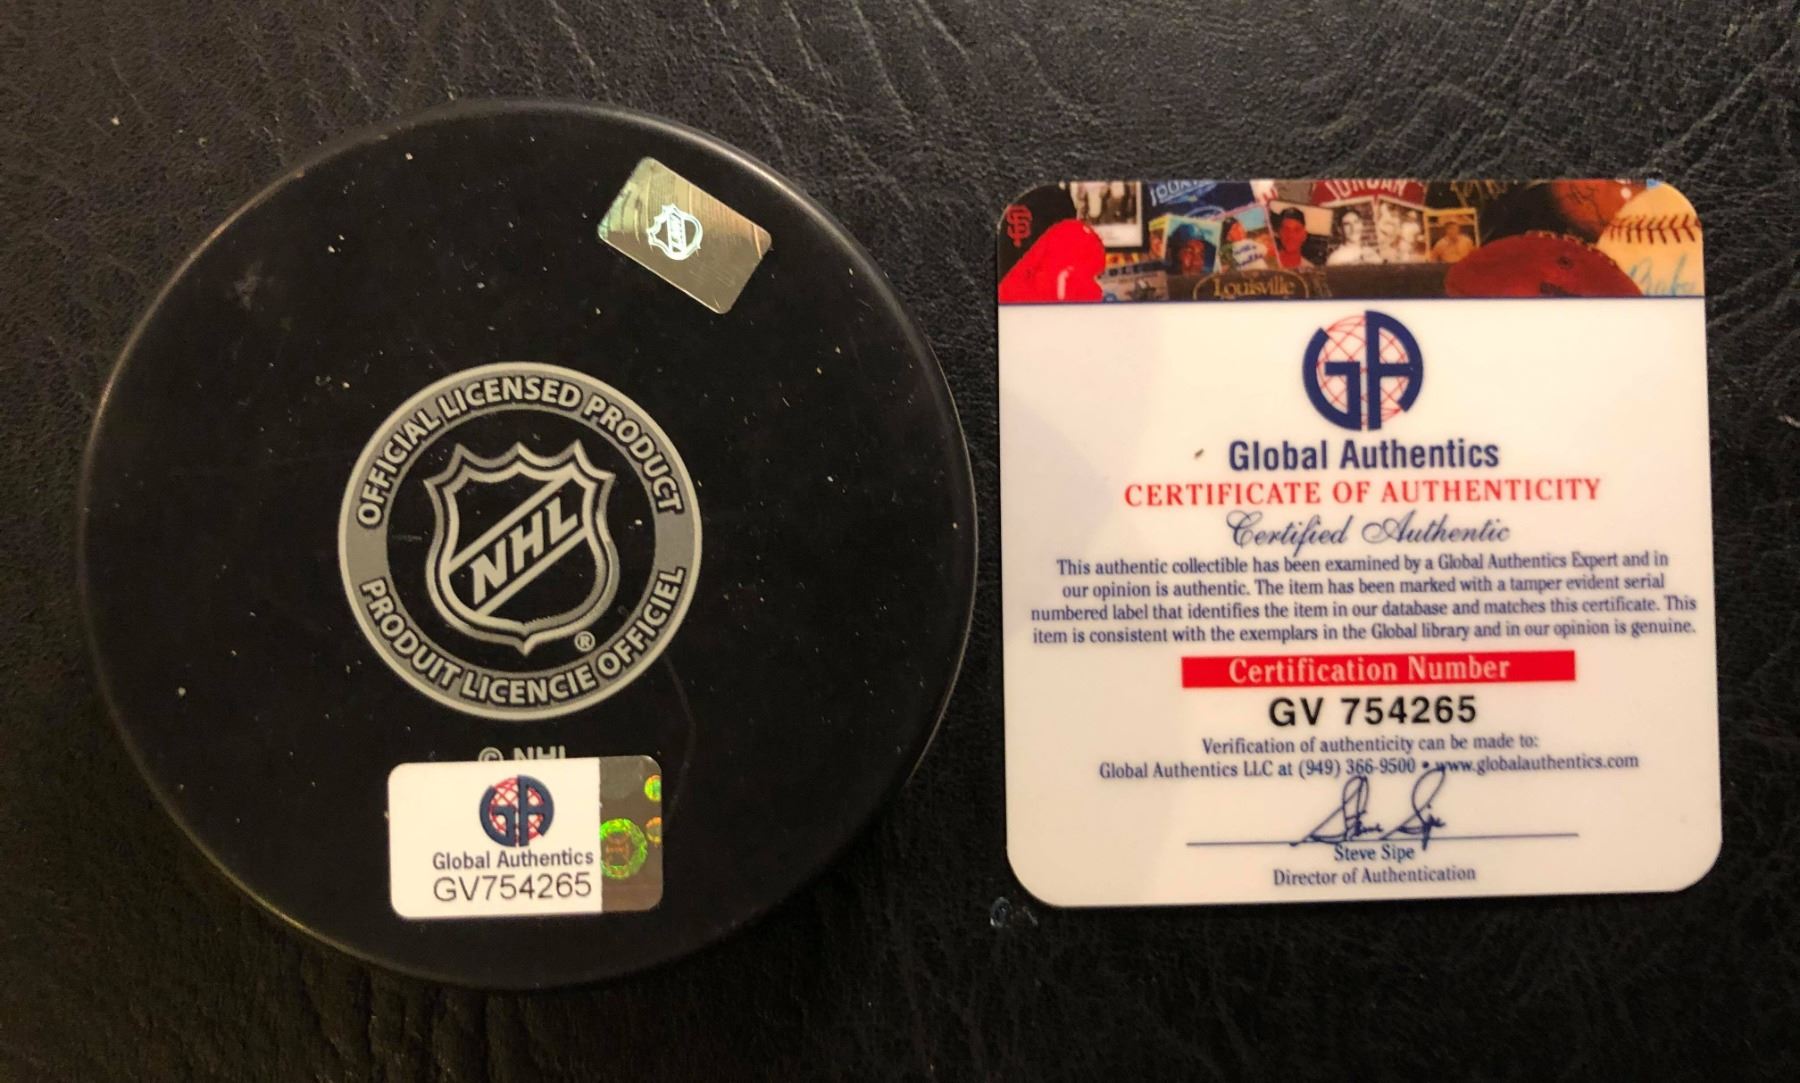 OFFICIAL LICENSED PRODUCT
NHL
®
PRODUIT LICENCIE OFFICIEL
© NHL
GA
Global Authentics
GV754265
NHL
SF
JORDAN
Louisville
GA
Global Authentics
CERTIFICATE OF AUTHENTICITY
Certified Authentic
This authentic collectible has been examined by a Global Authentics Expert and in
our opinion is authentic. The item has been marked with a tamper evident serial
numbered label that identifies the item in our database and matches this certificate. This
item is consistent with the exemplars in the Global library and in our opinion is genuine.
Certification Number
GV 754265
Verification of authenticity can be made to:
Global Authentics LLC at (949) 366-9500 • www.globalauthentics.com
Steve Sipe
Steve Sipe
Director of Authentication